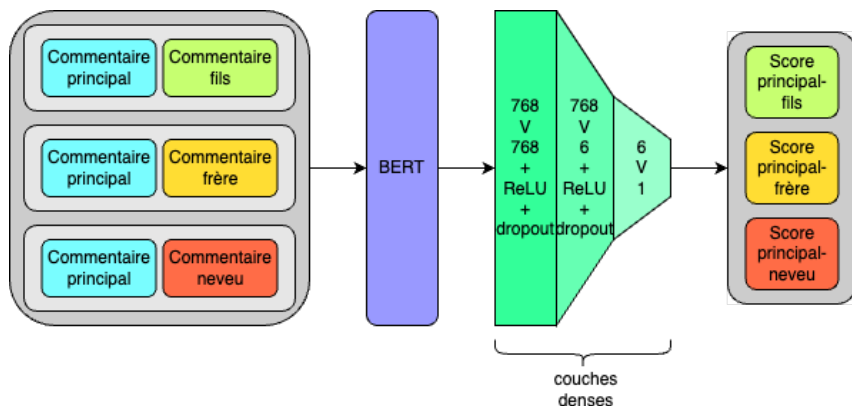 Commentaire
principal
Commentaire
fils
Commentaire
principal
Commentaire
frère
Commentaire
principal
Commentaire
neveu
BERT
768
V
768
+
ReLU
+
dropout
768
V
6
+
ReLU
+
dropout
6
V
1
couches
denses
Score
principal-
fils
Score
principal-
frère
Score
principal-
neveu